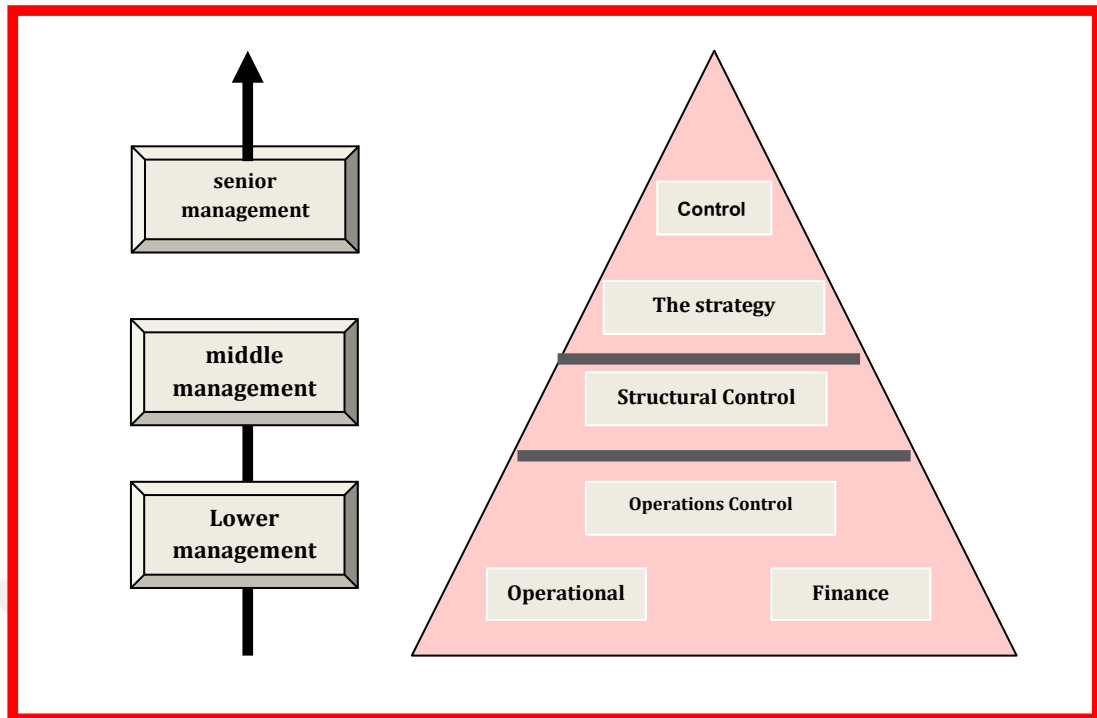 senior
management
middle
management
Lower
management
Control
The strategy
Structural Control
Operations Control
Operational
Finance